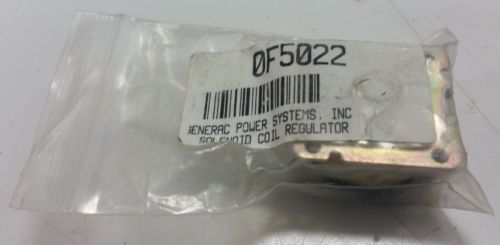 0F5022
GENERAC POWER SYSTEMS, INC
SOLENOID COIL REGULATOR